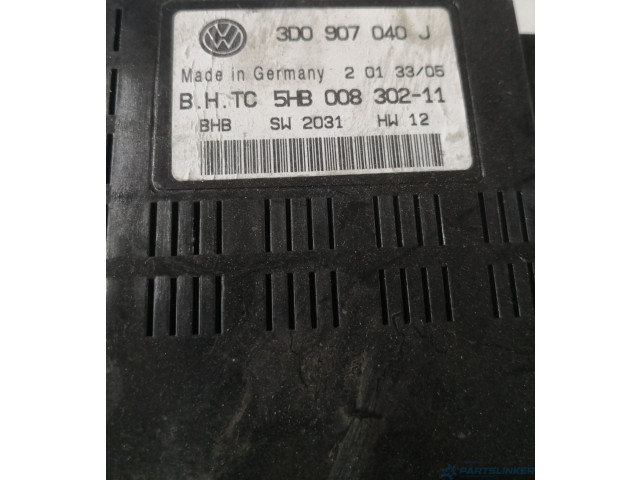 3D0 907 040 J
Made in Germany 2 01 33/05
B.H.TC 5HB 008 302-11
BHB SW 2031 HW 12
PARTSLINKER